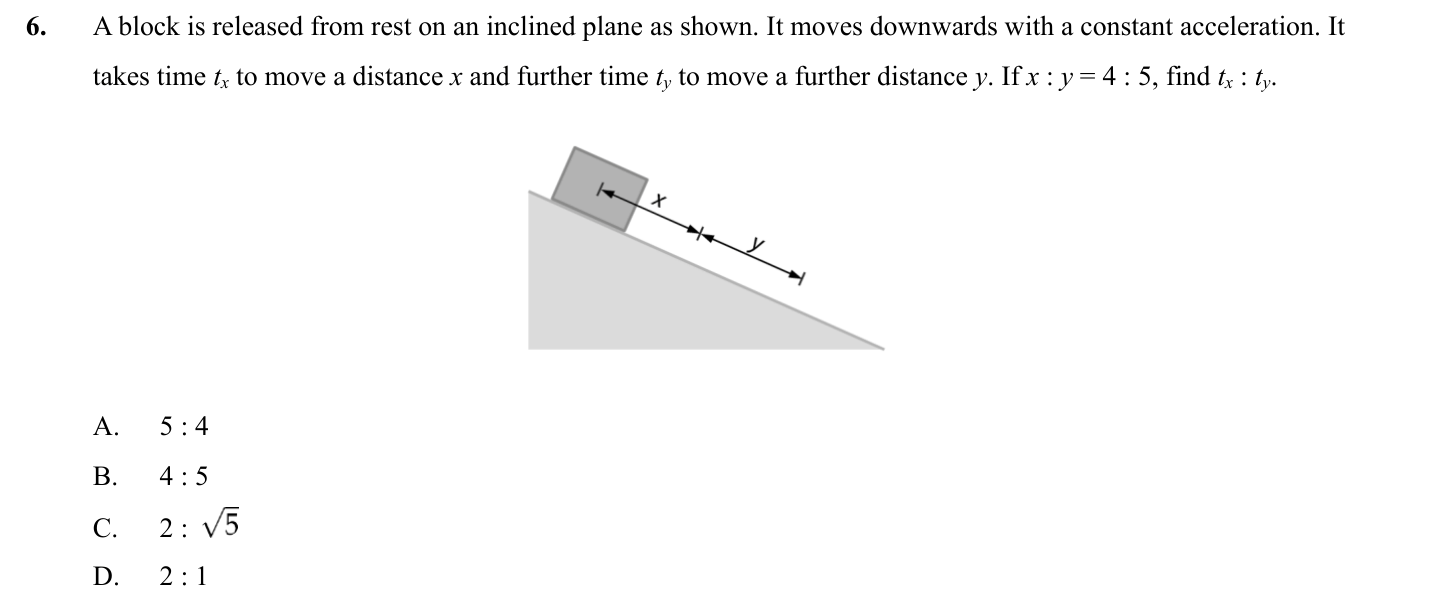 6. A block is released from rest on an inclined plane as shown. It moves downwards with a constant acceleration. It
takes time tₓ to move a distance x and further time t_y to move a further distance y. If x : y = 4 : 5, find tₓ : t_y.
x
y
A. 5 : 4
B. 4 : 5
C. 2 : √5
D. 2 : 1